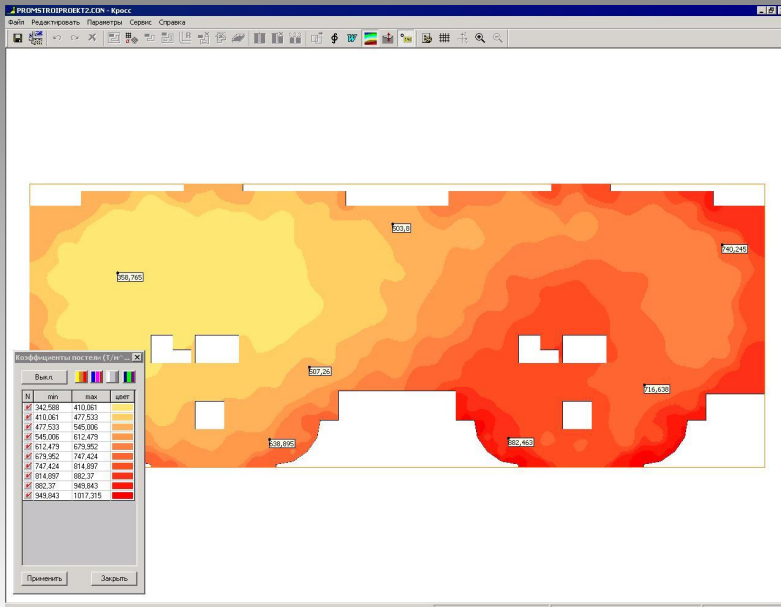 PROMSTROIPROEKT2.CON - Кросс
Файл Редактировать Параметры Сервис Справка
503,8
740,245
358,765
507,26
716,638
638,895
882,463
Коэффициенты постели (Т/м^...
Выкл.
N min max цвет
342,588 410,061
410,061 477,533
477,533 545,006
545,006 612,479
612,479 679,952
679,952 747,424
747,424 814,897
814,897 882,37
882,37 949,843
949,843 1017,315
Применить Закрыть